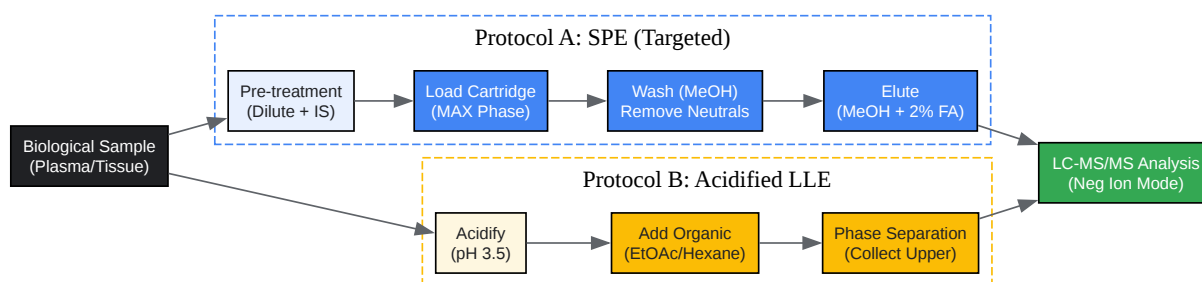 Protocol A: SPE (Targeted)
Pre-treatment
(Dilute + IS)
Load Cartridge
(MAX Phase)
Wash (MeOH)
Remove Neutrals
Elute
(MeOH + 2% FA)
Biological Sample
(Plasma/Tissue)
LC-MS/MS Analysis
(Neg Ion Mode)
Protocol B: Acidified LLE
Acidify
(pH 3.5)
Add Organic
(EtOAc/Hexane)
Phase Separation
(Collect Upper)